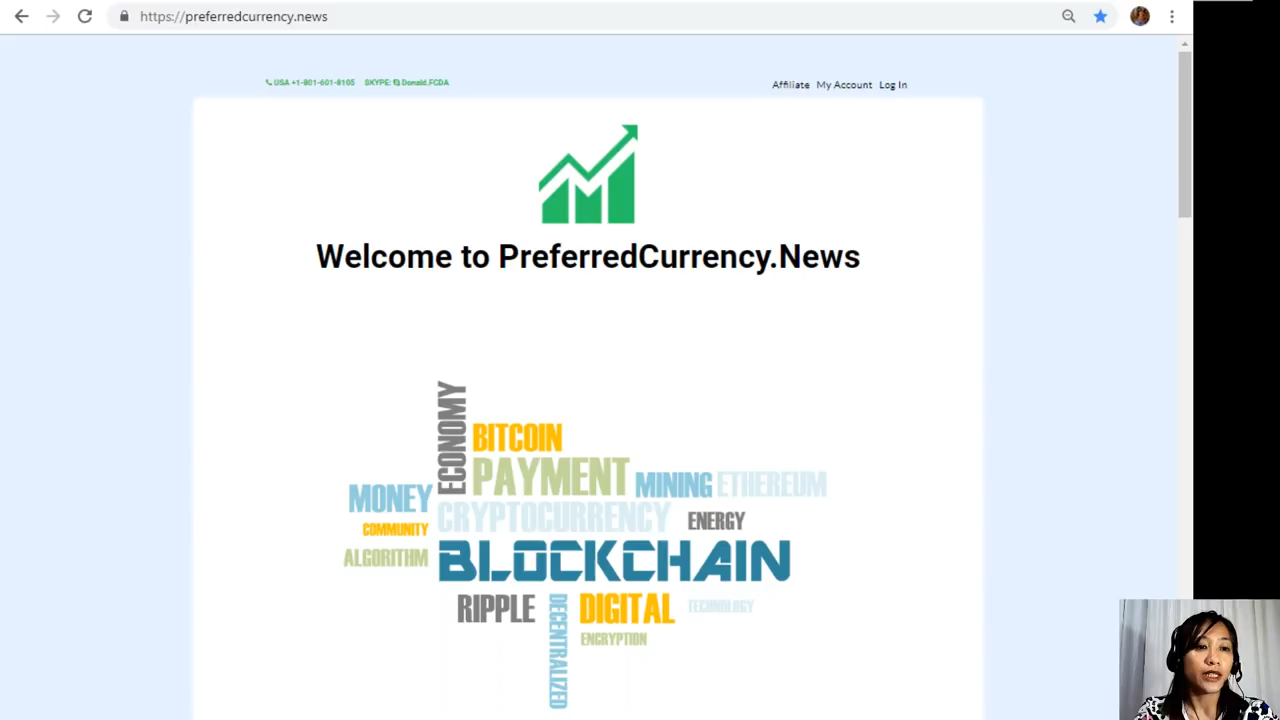 https://preferredcurrency.news
USA +1-801-601-8105 SKYPE: Donald.FCDA
Affiliate My Account Log In
Welcome to PreferredCurrency.News
ECONOMY
BITCOIN
PAYMENT
MINING ETHEREUM
MONEY
CRYPTOCURRENCY
ENERGY
COMMUNITY
ALGORITHM
BLOCKCHAIN
RIPPLE
DECENTRALIZED
DIGITAL
TECHNOLOGY
ENCRYPTION